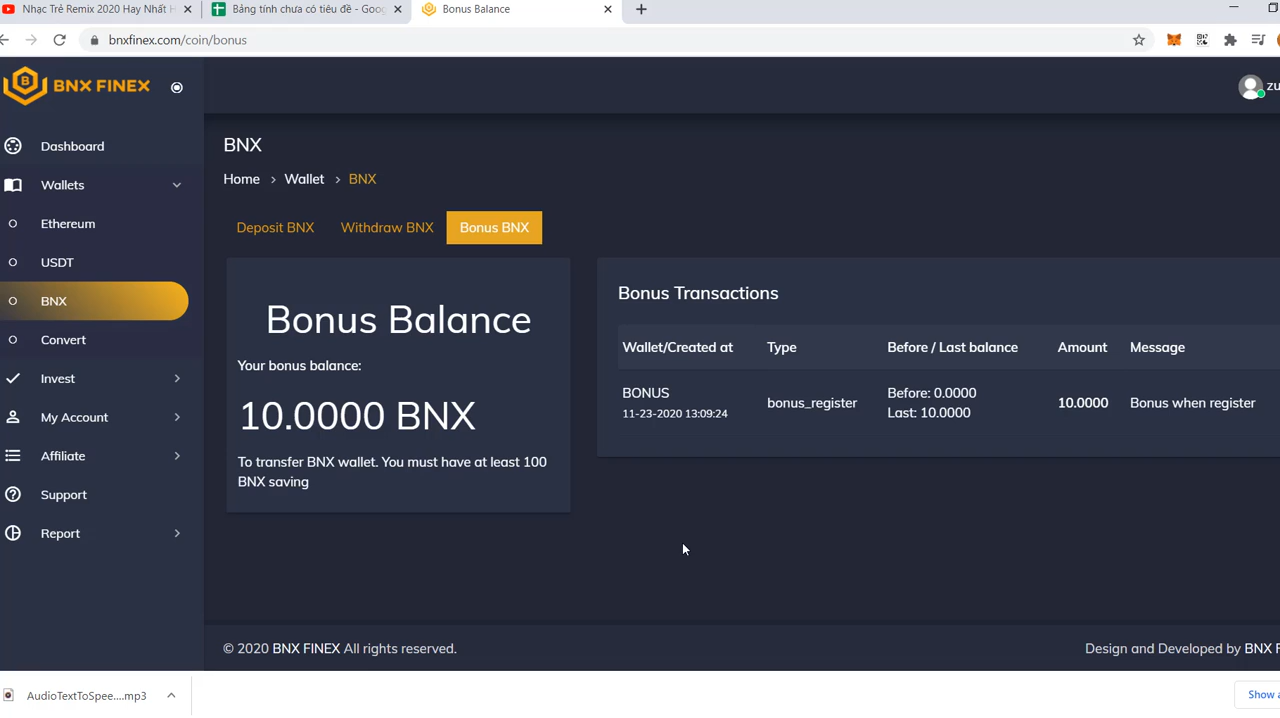 Nhạc Trẻ Remix 2020 Hay Nhất H
Bảng tính chưa có tiêu đề - Goog
Bonus Balance
bnxfinex.com/coin/bonus
BNX FINEX
zu
Dashboard
Wallets
Ethereum
USDT
BNX
Convert
Invest
My Account
Affiliate
Support
Report
BNX
Home > Wallet > BNX
Deposit BNX Withdraw BNX Bonus BNX
Bonus Balance
Your bonus balance:
10.0000 BNX
To transfer BNX wallet. You must have at least 100
BNX saving
Bonus Transactions
Wallet/Created at Type Before / Last balance Amount Message
BONUS
11-23-2020 13:09:24
bonus_register
Before: 0.0000
Last: 10.0000
10.0000
Bonus when register
© 2020 BNX FINEX All rights reserved.
Design and Developed by BNX F
AudioTextToSpee....mp3
Show a